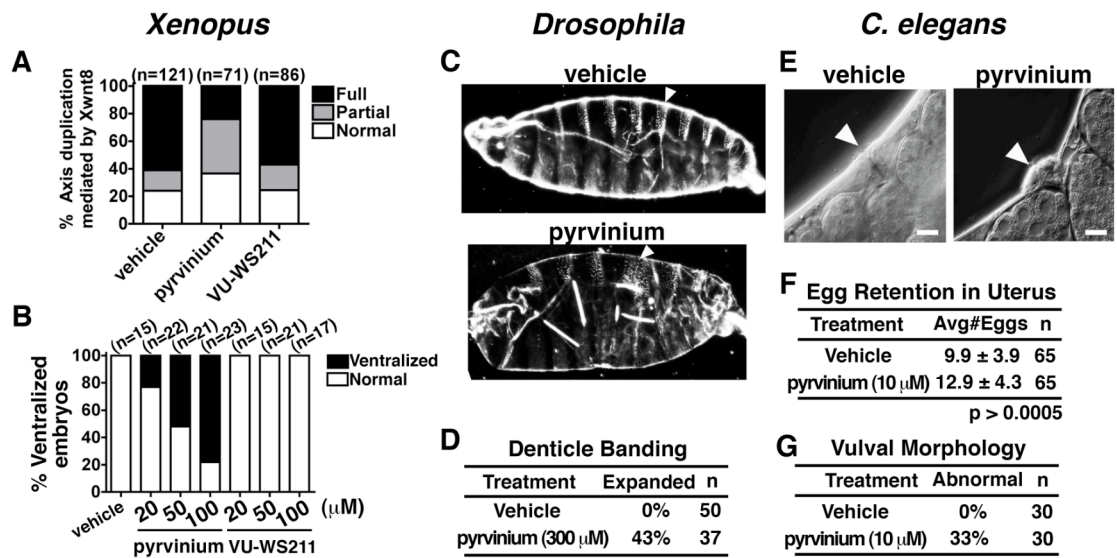 Xenopus
Drosophila
C. elegans
A
(n=121) (n=71) (n=86)
% Axis duplication
mediated by Xwnt8
100
80
60
40
20
0
Full
Partial
Normal
vehicle
pyrvinium
VU-WS211
B
(n=15) (n=22) (n=21) (n=23) (n=15) (n=21) (n=17)
% Ventralized
embryos
100
80
60
40
20
0
Ventralized
Normal
vehicle 20 50 100 20 50 100 (µM)
pyrvinium VU-WS211
C
vehicle
pyrvinium
D Denticle Banding
Treatment Expanded n
Vehicle 0% 50
pyrvinium (300 µM) 43% 37
E
vehicle pyrvinium
F Egg Retention in Uterus
Treatment Avg#Eggs n
Vehicle 9.9 ± 3.9 65
pyrvinium (10 µM) 12.9 ± 4.3 65
p > 0.0005
G Vulval Morphology
Treatment Abnormal n
Vehicle 0% 30
pyrvinium (10 µM) 33% 30